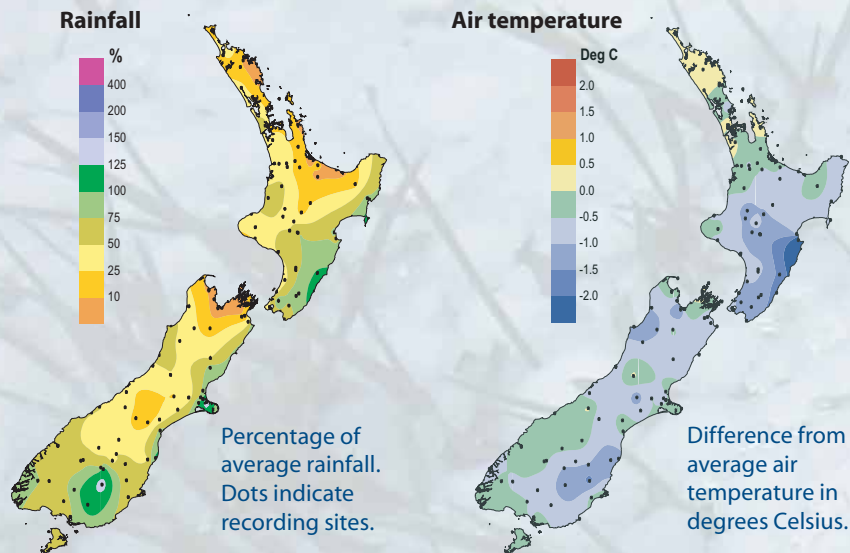 Rainfall
%
400
200
150
125
100
75
50
25
10
Percentage of
average rainfall.
Dots indicate
recording sites.
Air temperature
Deg C
2.0
1.5
1.0
0.5
0.0
-0.5
-1.0
-1.5
-2.0
Difference from
average air
temperature in
degrees Celsius.